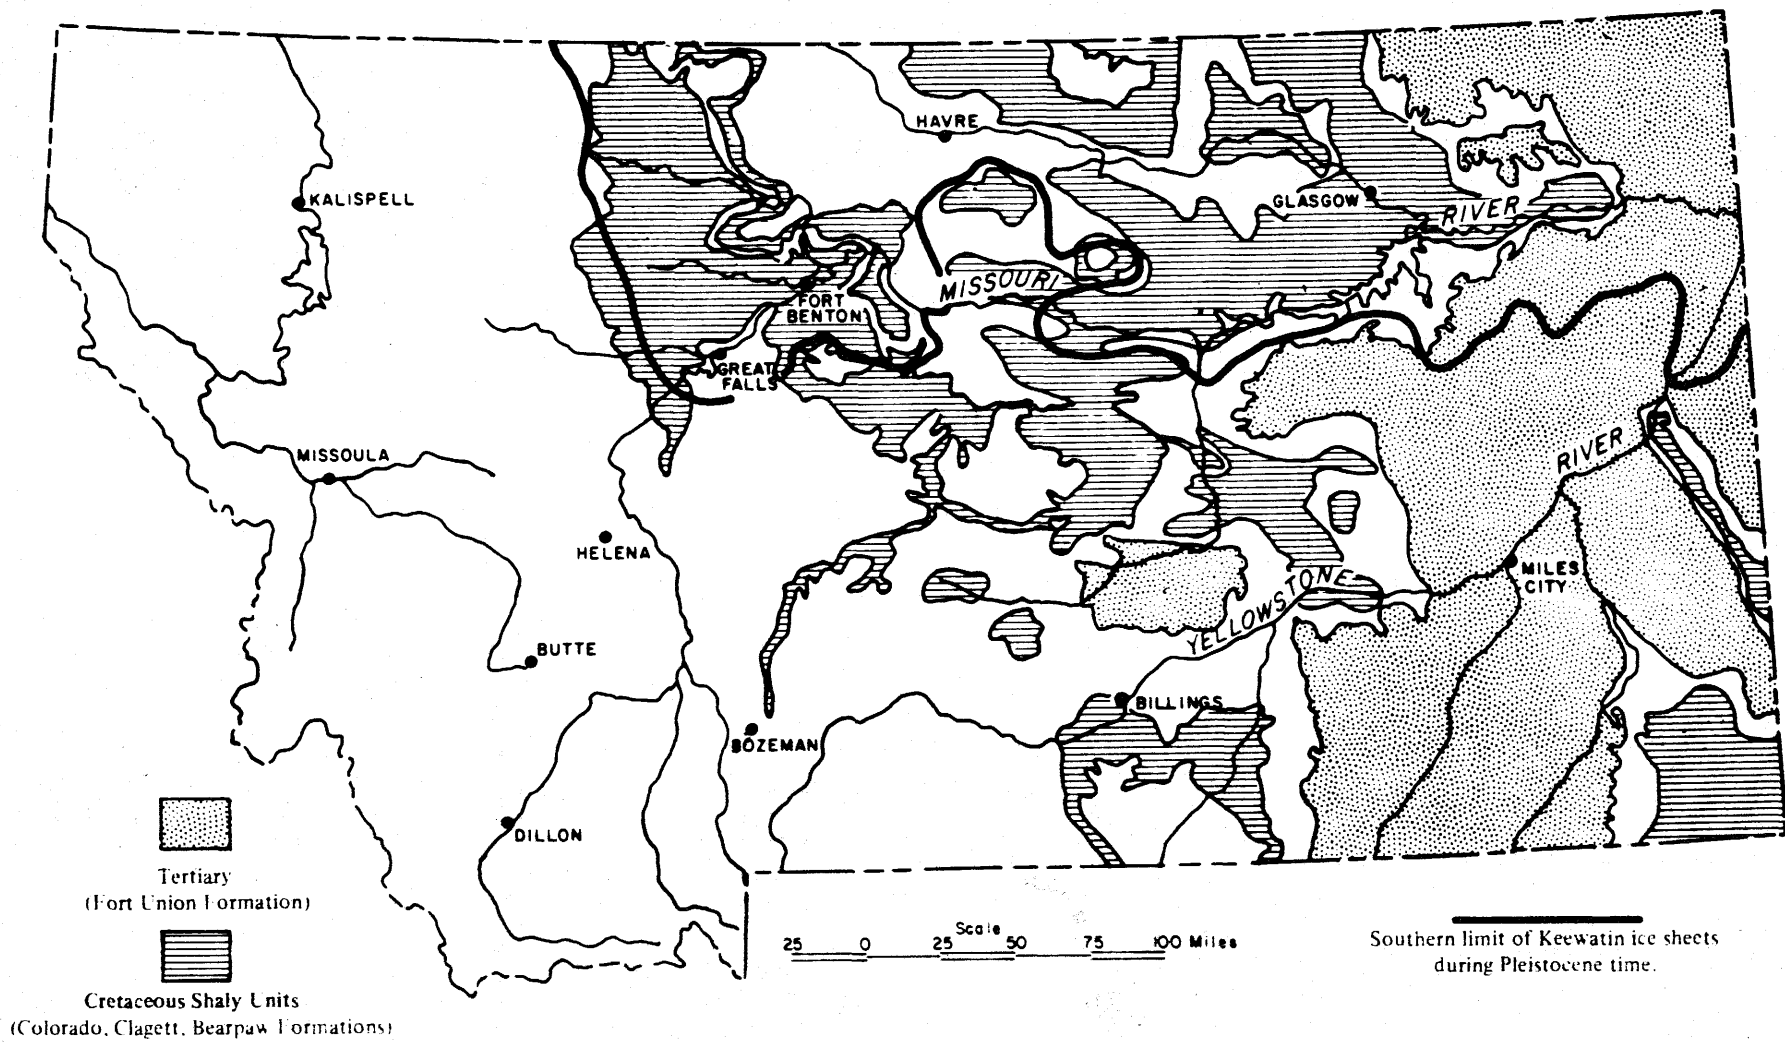 HAVRE
KALISPELL
GLASGOW
RIVER
MISSOURI
FORT
BENTON
GREAT
FALLS
MISSOULA
RIVER
HELENA
MILES
CITY
YELLOWSTONE
BUTTE
BILLINGS
BOZEMAN
DILLON
Tertiary
(Fort Union Formation)
Cretaceous Shaly Units
(Colorado, Clagett, Bearpaw Formations)
Scale
25 0 25 50 75 100 Miles
Southern limit of Keewatin ice sheets
during Pleistocene time.